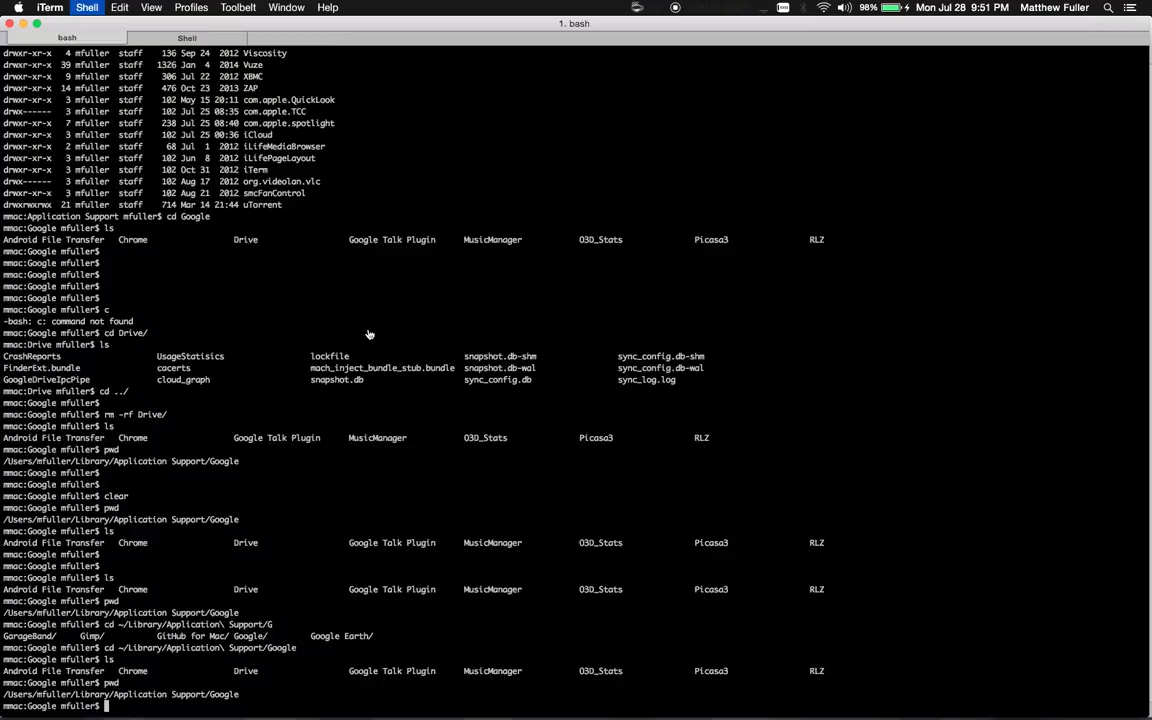 iTerm Shell Edit View Profiles Toolbelt Window Help 98% Mon Jul 28 9:51 PM Matthew Fuller
1. bash
bash Shell
drwxr-xr-x 4 mfuller staff 136 Sep 24 2012 Viscosity
drwxr-xr-x 39 mfuller staff 1326 Jan 4 2014 Vuze
drwxr-xr-x 9 mfuller staff 306 Jul 22 2012 XBMC
drwxr-xr-x 14 mfuller staff 476 Oct 23 2013 ZAP
drwxr-xr-x 3 mfuller staff 102 May 15 20:11 com.apple.QuickLook
drwx------ 3 mfuller staff 102 Jul 25 08:35 com.apple.TCC
drwxr-xr-x 7 mfuller staff 238 Jul 25 08:40 com.apple.spotlight
drwxr-xr-x 3 mfuller staff 102 Jul 25 00:36 iCloud
drwxr-xr-x 2 mfuller staff 68 Jul 1 2012 iLifeMediaBrowser
drwxr-xr-x 3 mfuller staff 102 Jun 8 2012 iLifePageLayout
drwxr-xr-x 3 mfuller staff 102 Oct 31 2012 iTerm
drwx------ 3 mfuller staff 102 Aug 17 2012 org.videolan.vlc
drwxr-xr-x 3 mfuller staff 102 Aug 21 2012 smcFanControl
drwxrwxrwx 21 mfuller staff 714 Mar 14 21:44 uTorrent
mmac:Application Support mfuller$ cd Google
mmac:Google mfuller$ ls
Android File Transfer Chrome Drive Google Talk Plugin MusicManager O3D_Stats Picasa3 RLZ
mmac:Google mfuller$
mmac:Google mfuller$
mmac:Google mfuller$
mmac:Google mfuller$
mmac:Google mfuller$
mmac:Google mfuller$ c
-bash: c: command not found
mmac:Google mfuller$ cd Drive/
mmac:Drive mfuller$ ls
CrashReports UsageStatisics lockfile snapshot.db-shm sync_config.db-shm
FinderExt.bundle cacerts mach_inject_bundle_stub.bundle snapshot.db-wal sync_config.db-wal
GoogleDriveIpcPipe cloud_graph snapshot.db sync_config.db sync_log.log
mmac:Drive mfuller$ cd ../
mmac:Google mfuller$
mmac:Google mfuller$ rm -rf Drive/
mmac:Google mfuller$ ls
Android File Transfer Chrome Google Talk Plugin MusicManager O3D_Stats Picasa3 RLZ
mmac:Google mfuller$ pwd
/Users/mfuller/Library/Application Support/Google
mmac:Google mfuller$
mmac:Google mfuller$
mmac:Google mfuller$ clear
mmac:Google mfuller$ pwd
/Users/mfuller/Library/Application Support/Google
mmac:Google mfuller$ ls
Android File Transfer Chrome Drive Google Talk Plugin MusicManager O3D_Stats Picasa3 RLZ
mmac:Google mfuller$
mmac:Google mfuller$
mmac:Google mfuller$ ls
Android File Transfer Chrome Drive Google Talk Plugin MusicManager O3D_Stats Picasa3 RLZ
mmac:Google mfuller$ pwd
/Users/mfuller/Library/Application Support/Google
mmac:Google mfuller$ cd ~/Library/Application\ Support/G
GarageBand/ Gimp/ GitHub for Mac/ Google/ Google Earth/
mmac:Google mfuller$ cd ~/Library/Application\ Support/Google
mmac:Google mfuller$ ls
Android File Transfer Chrome Drive Google Talk Plugin MusicManager O3D_Stats Picasa3 RLZ
mmac:Google mfuller$ pwd
/Users/mfuller/Library/Application Support/Google
mmac:Google mfuller$